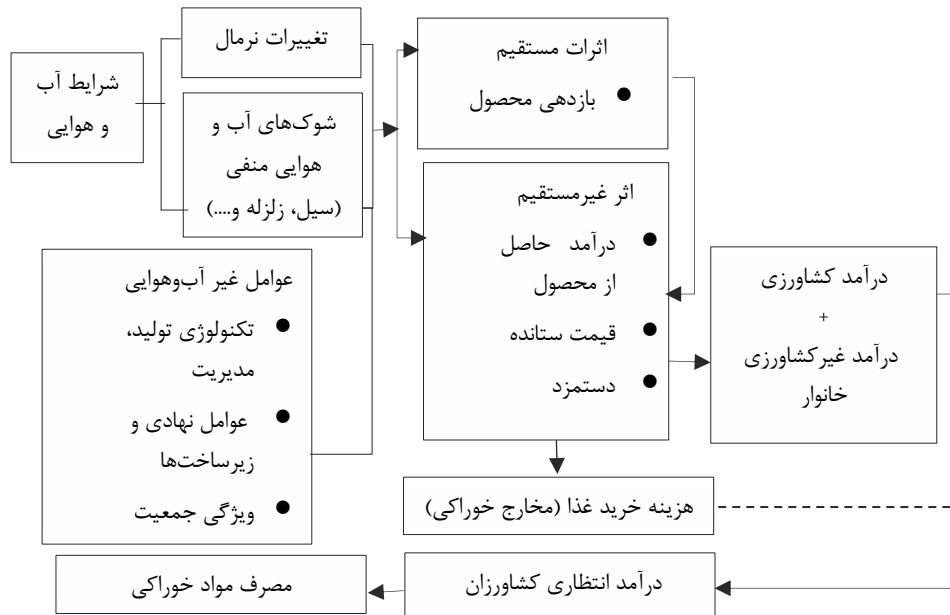 شرایط آب
و هوایی
تغییرات نرمال
شوک‌های آب و
هوایی منفی
(سیل، زلزله و....)
عوامل غیر آب‌وهوایی
● تکنولوژی تولید،
مدیریت
● عوامل نهادی و
زیرساخت‌ها
● ویژگی جمعیت
اثرات مستقیم
● بازدهی محصول
اثر غیرمستقیم
● درآمد حاصل
از محصول
● قیمت ستانده
● دستمزد
درآمد کشاورزی
+
درآمد غیرکشاورزی
خانوار
هزینه خرید غذا (مخارج خوراکی)
درآمد انتظاری کشاورزان
مصرف مواد خوراکی